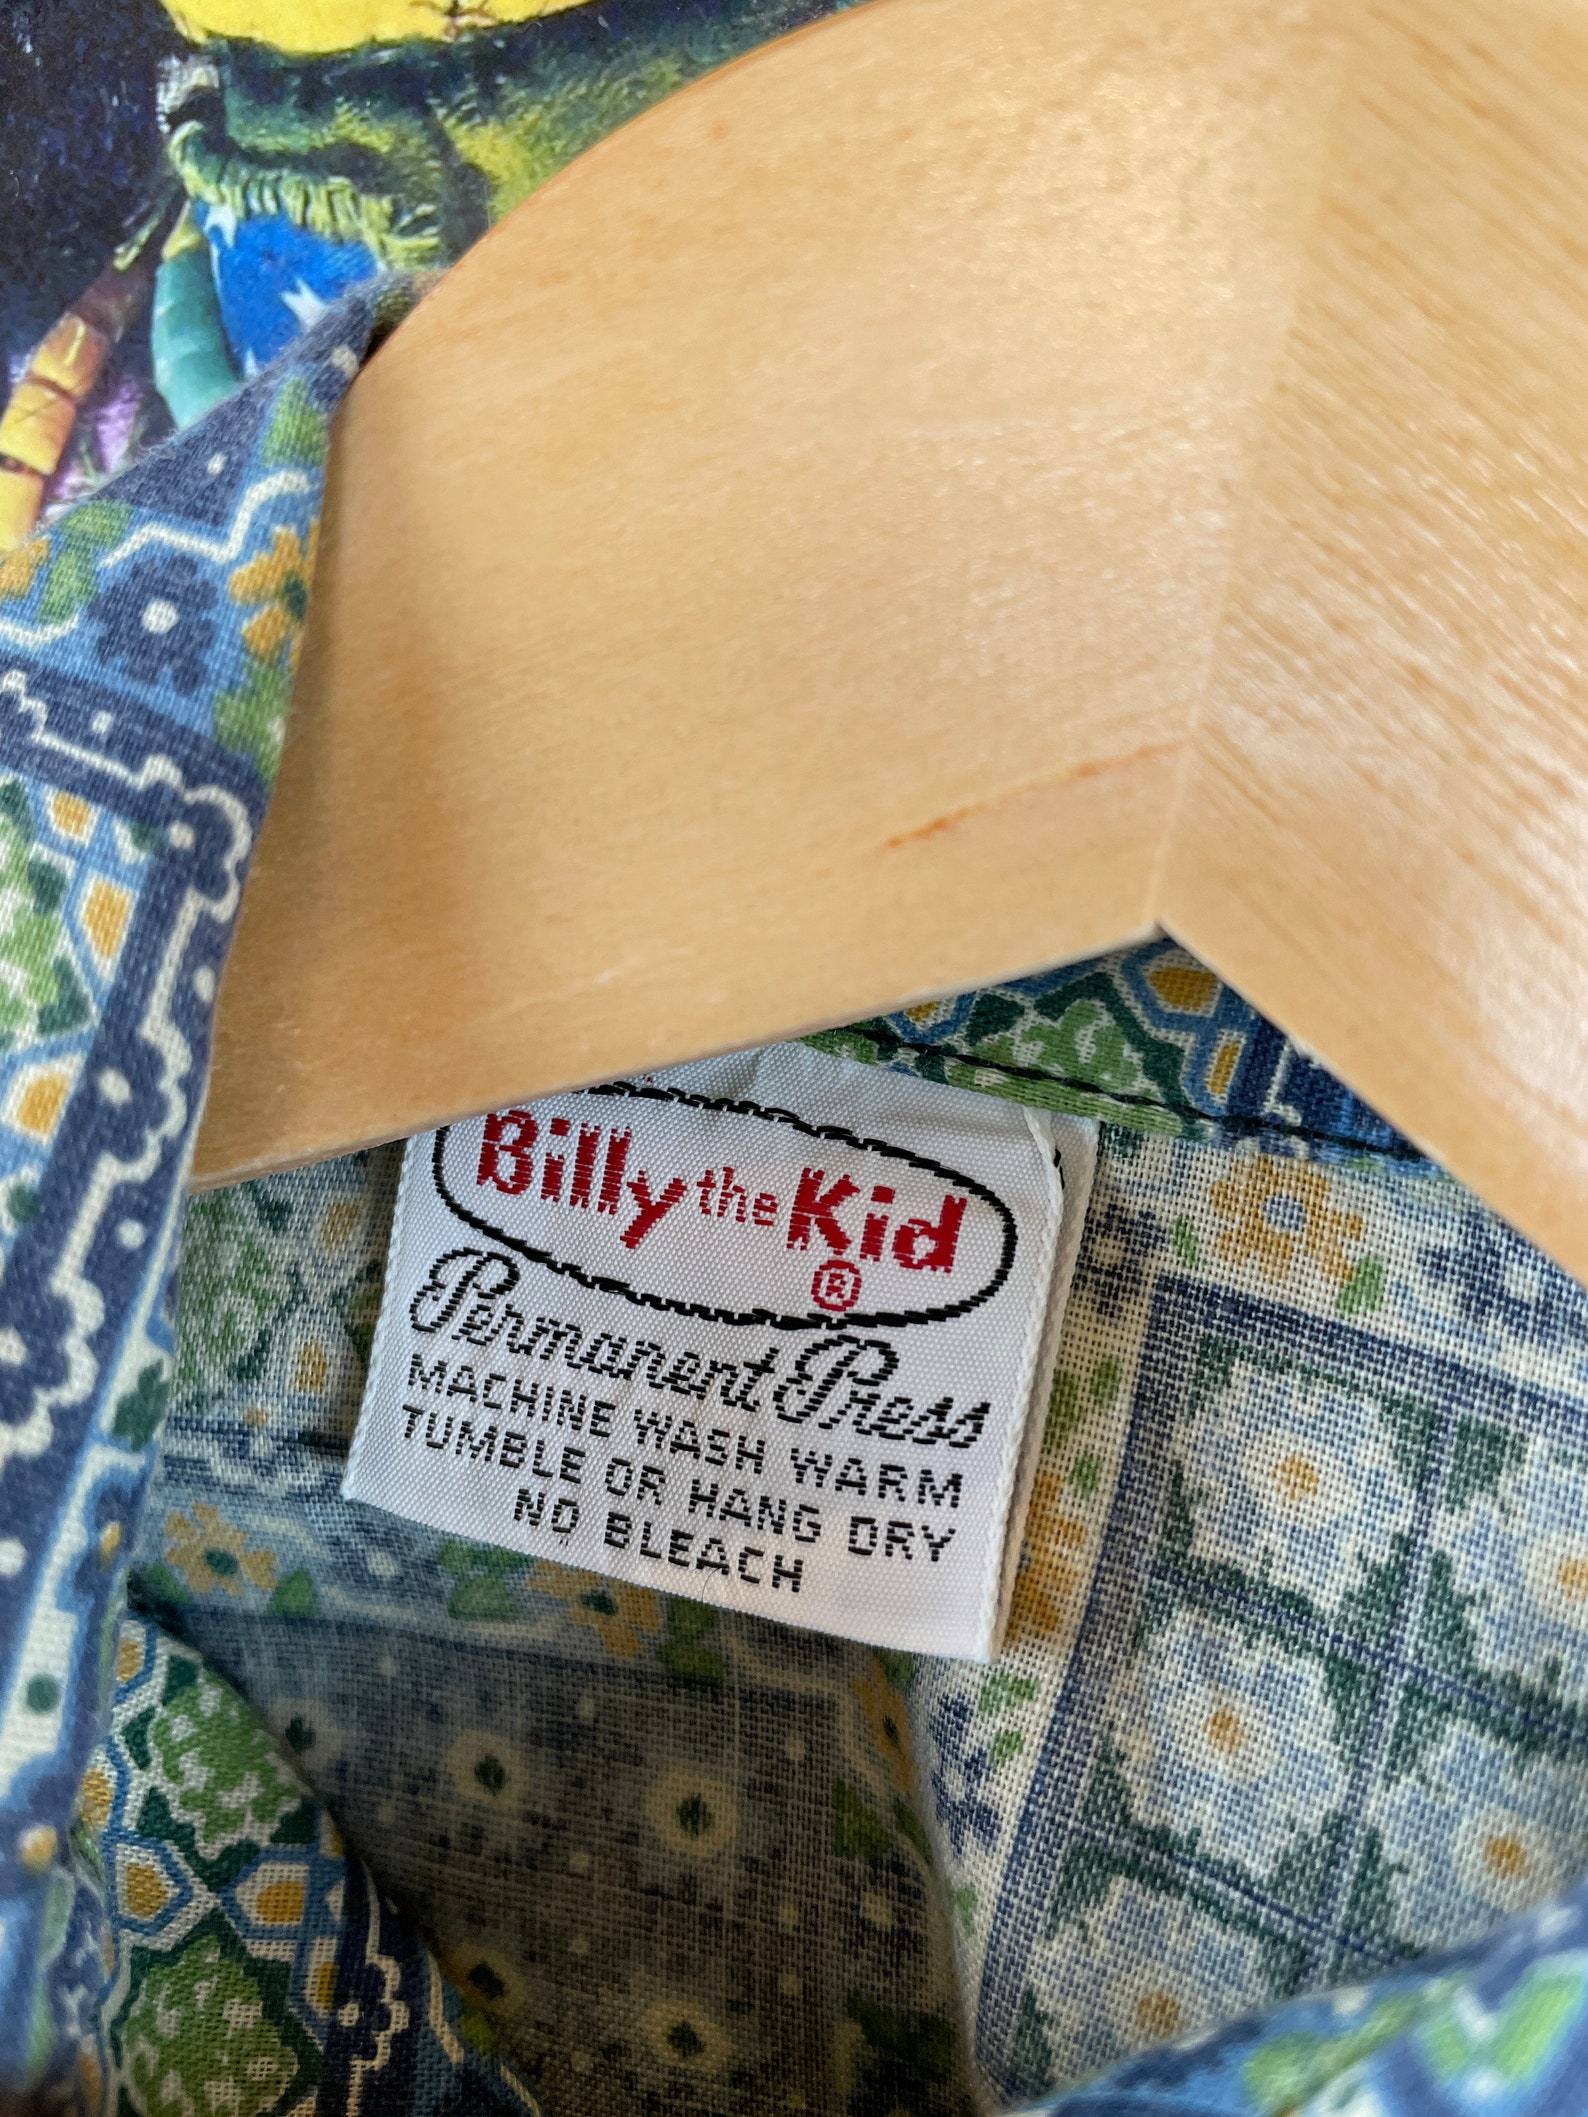 Billy the Kid
®
Permanent Press
MACHINE WASH WARM
TUMBLE OR HANG DRY
NO BLEACH